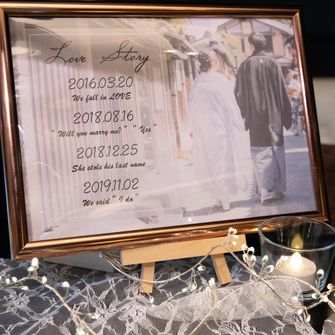 Love Story
2016.03.20
We fall in LOVE
2018.08.16
"Will you marry me?" "Yes"
2018.12.25
She stole his last name
2019.11.02
We said "I do"